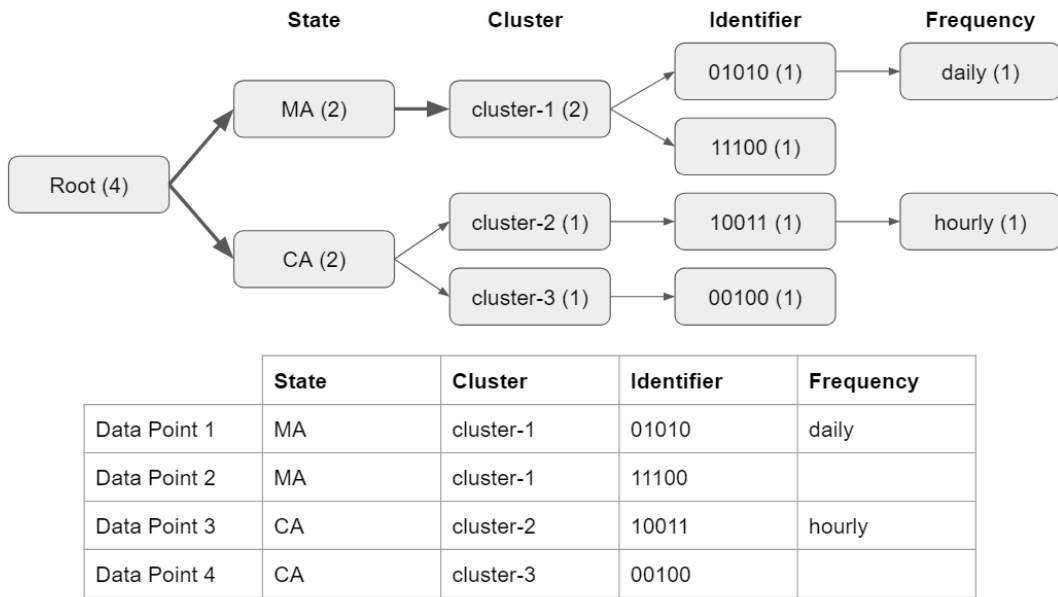 State Cluster Identifier Frequency
01010 (1) daily (1)
MA (2) cluster-1 (2)
11100 (1)
Root (4)
cluster-2 (1) 10011 (1) hourly (1)
CA (2)
cluster-3 (1) 00100 (1)
State Cluster Identifier Frequency
Data Point 1 MA cluster-1 01010 daily
Data Point 2 MA cluster-1 11100
Data Point 3 CA cluster-2 10011 hourly
Data Point 4 CA cluster-3 00100